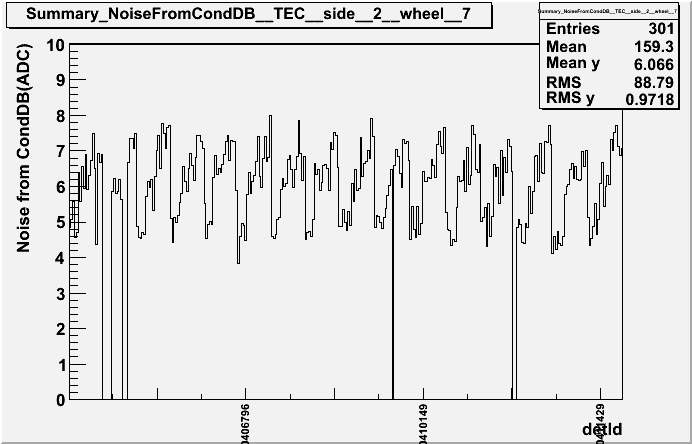 Summary_NoiseFromCondDB__TEC__side__2__wheel__7
Summary_NoiseFromCondDB__TEC__side__2__wheel__7
Entries 301
Mean 159.3
Mean y 6.066
RMS 88.79
RMS y 0.9718
Noise from CondDB(ADC)
10
9
8
7
6
5
4
3
2
1
0
detId